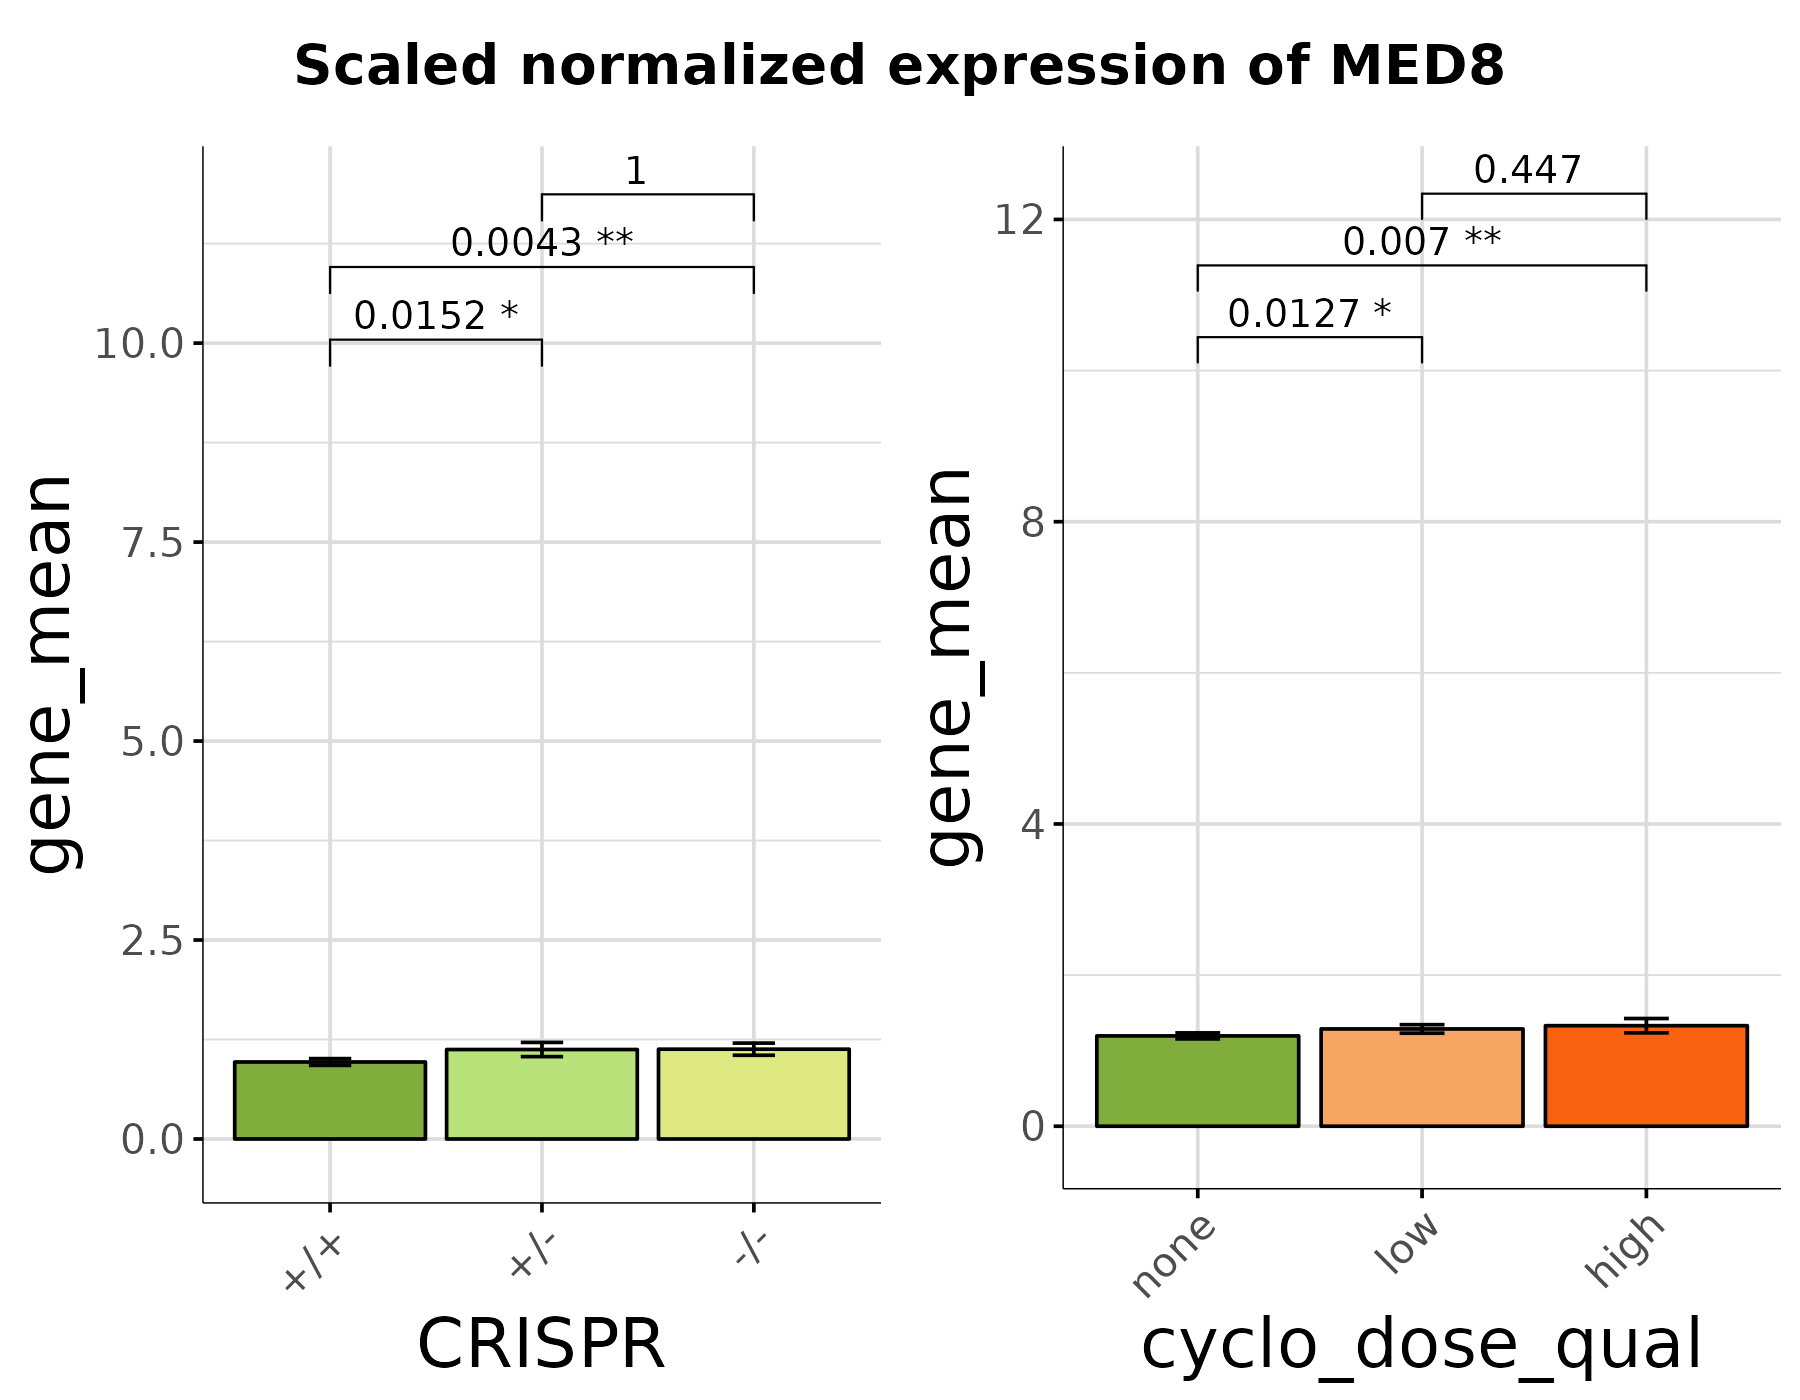 Scaled normalized expression of MED8
1
0.0043 **
0.0152 *
10.0
7.5
5.0
2.5
0.0
gene_mean
+/+
+/-
-/-
CRISPR
0.447
0.007 **
0.0127 *
12
8
4
0
gene_mean
none
low
high
cyclo_dose_qual